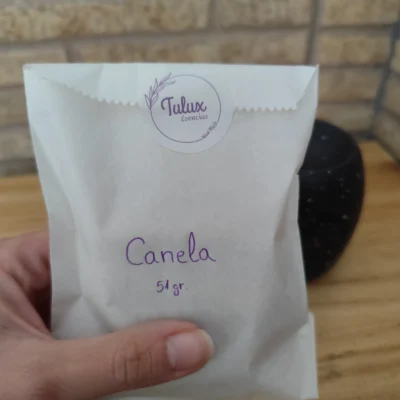 Tulux
Esencias
Canela
51 gr.